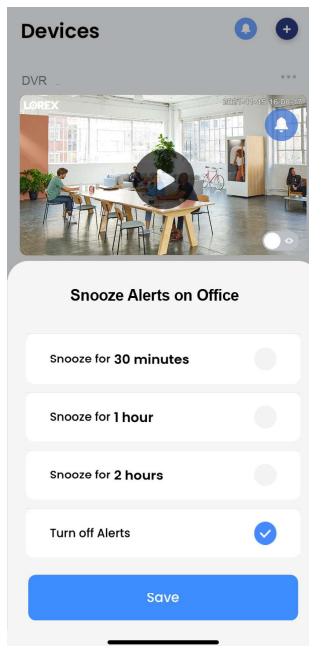 Devices
DVR
LOREX
Snooze Alerts on Office
Snooze for 30 minutes
Snooze for 1 hour
Snooze for 2 hours
Turn off Alerts
Save